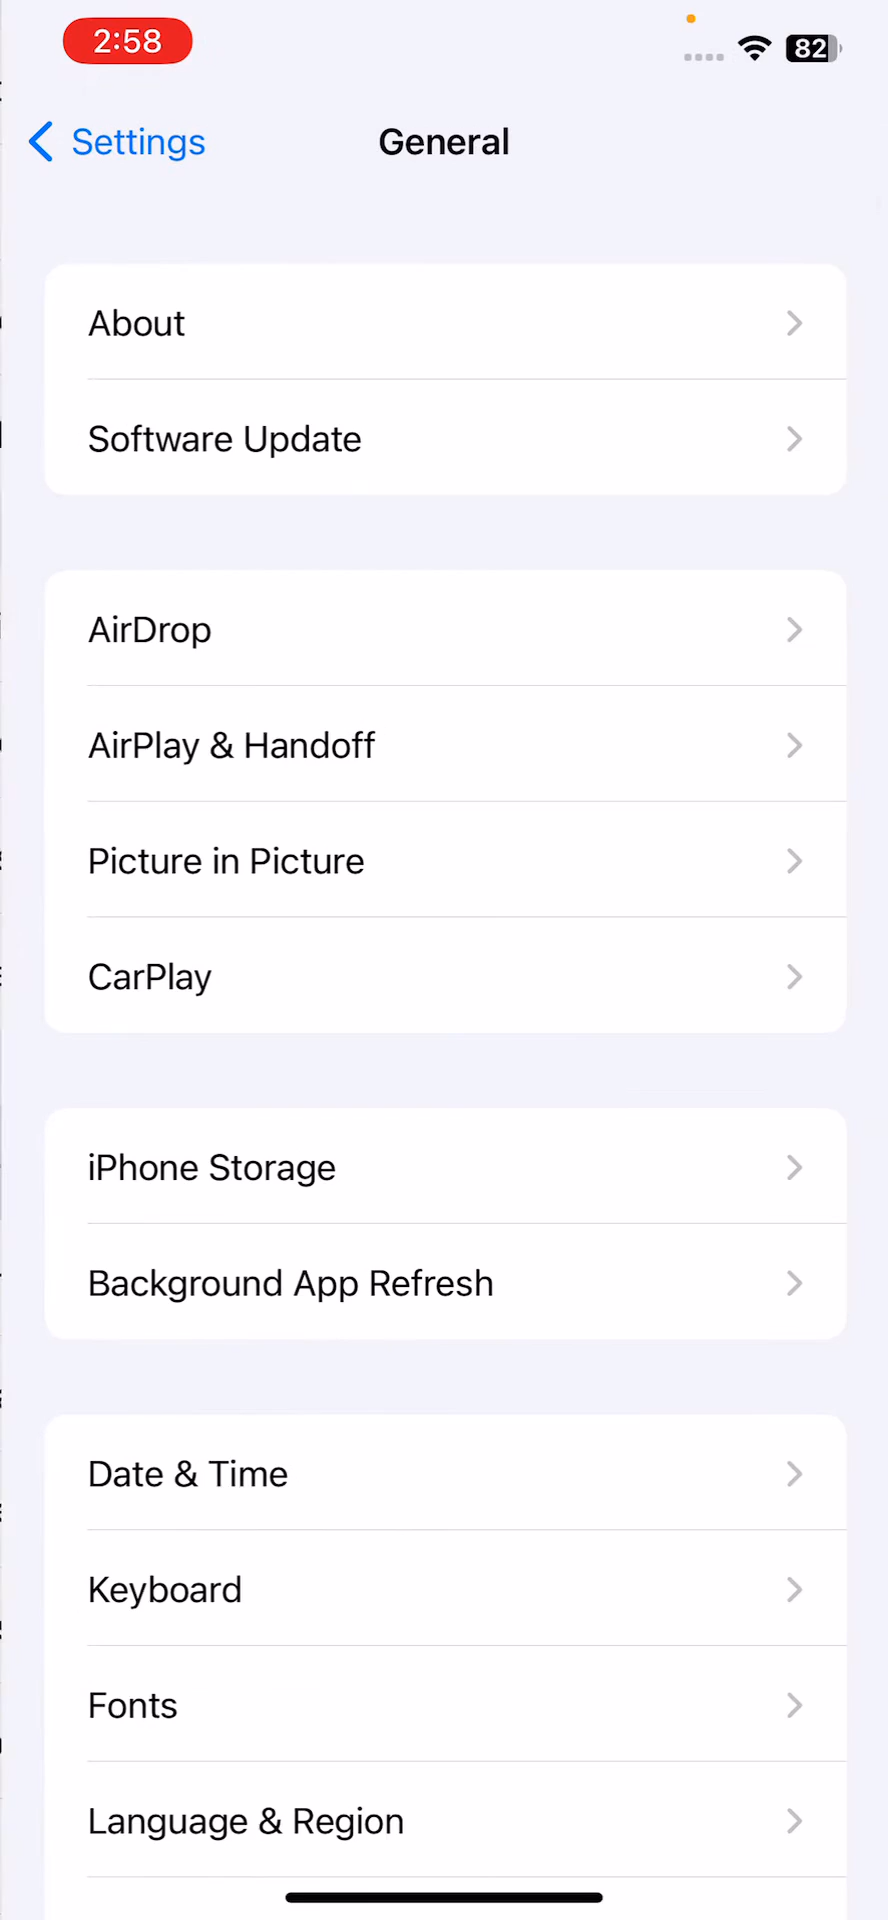 2:58
82
Settings
General
About
Software Update
AirDrop
AirPlay & Handoff
Picture in Picture
CarPlay
iPhone Storage
Background App Refresh
Date & Time
Keyboard
Fonts
Language & Region